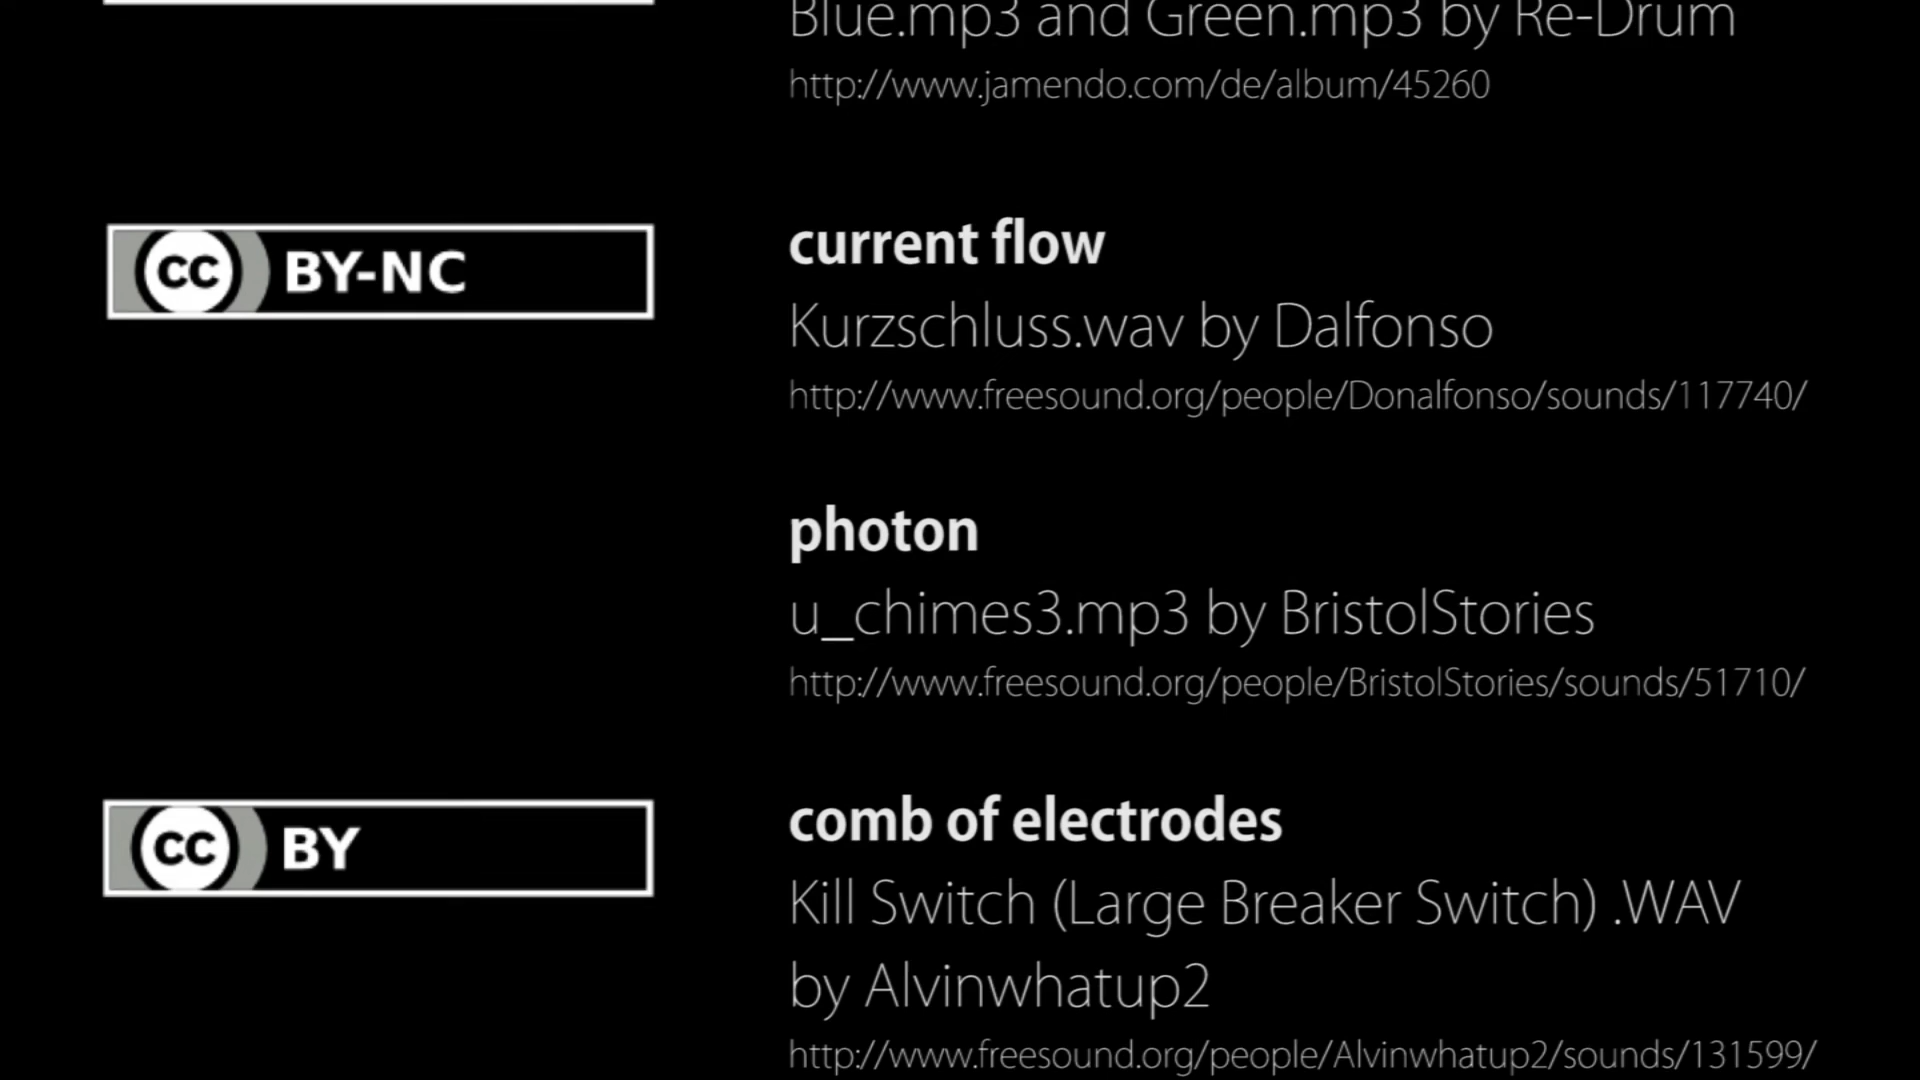 Blue.mp3 and Green.mp3 by Re-Drum
http://www.jamendo.com/de/album/45260
cc BY-NC
current flow
Kurzschluss.wav by Dalfonso
http://www.freesound.org/people/Donalfonso/sounds/117740/
photon
u_chimes3.mp3 by BristolStories
http://www.freesound.org/people/BristolStories/sounds/51710/
cc BY
comb of electrodes
Kill Switch (Large Breaker Switch) .WAV
by Alvinwhatup2
http://www.freesound.org/people/Alvinwhatup2/sounds/131599/